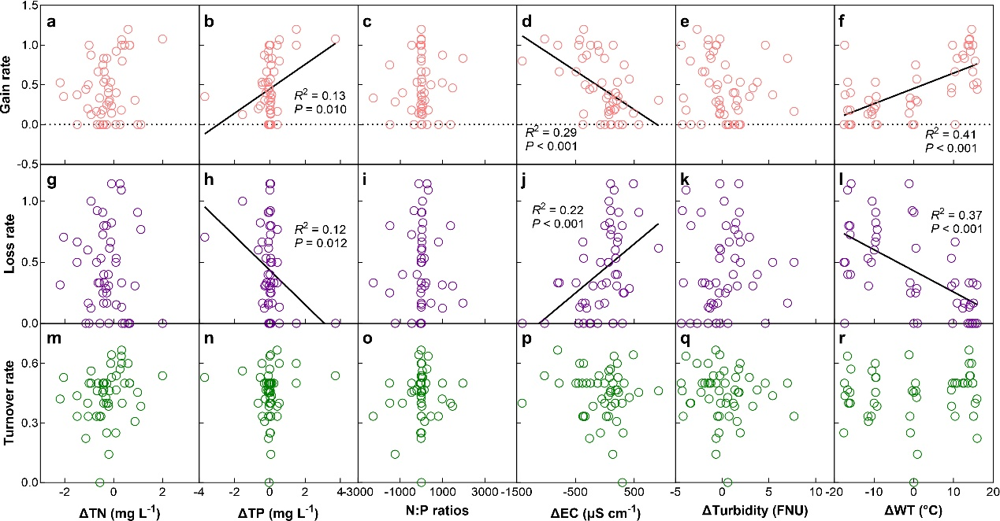 1.5
a b c d e f
1.0
Gain rate
0.5
R² = 0.13
P = 0.010
0.0
R² = 0.29
P < 0.001
R² = 0.41
P < 0.001
-0.5
g h i j k l
1.0
Loss rate
R² = 0.22
P < 0.001
R² = 0.37
P < 0.001
R² = 0.12
P = 0.012
0.5
0.0
m n o p q r
0.6
Turnover rate
0.3
0.0
-2 0 2 -4 -2 0 2 4 -3000 -1000 1000 3000 -1500 -500 500 -5 0 5 10 -20 -10 0 10 20
ΔTN (mg L⁻¹) ΔTP (mg L⁻¹) N:P ratios ΔEC (µS cm⁻¹) ΔTurbidity (FNU) ΔWT (°C)